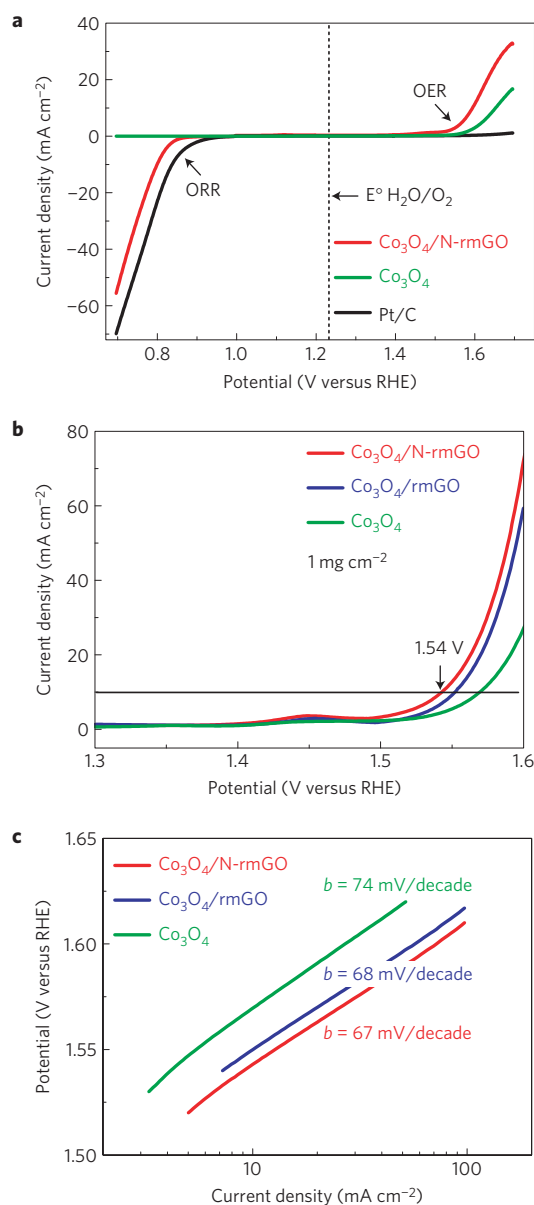 a
40
20
0
−20
−40
−60
Current density (mA cm⁻²)
OER
ORR
E° H₂O/O₂
Co₃O₄/N-rmGO
Co₃O₄
Pt/C
0.8 1.0 1.2 1.4 1.6
Potential (V versus RHE)
b
80
60
40
20
10
0
Current density (mA cm⁻²)
Co₃O₄/N-rmGO
Co₃O₄/rmGO
Co₃O₄
1 mg cm⁻²
1.54 V
1.3 1.4 1.5 1.6
Potential (V versus RHE)
c
1.65
1.60
1.55
1.50
Potential (V versus RHE)
Co₃O₄/N-rmGO
Co₃O₄/rmGO
Co₃O₄
b = 74 mV/decade
b = 68 mV/decade
b = 67 mV/decade
10 100
Current density (mA cm⁻²)